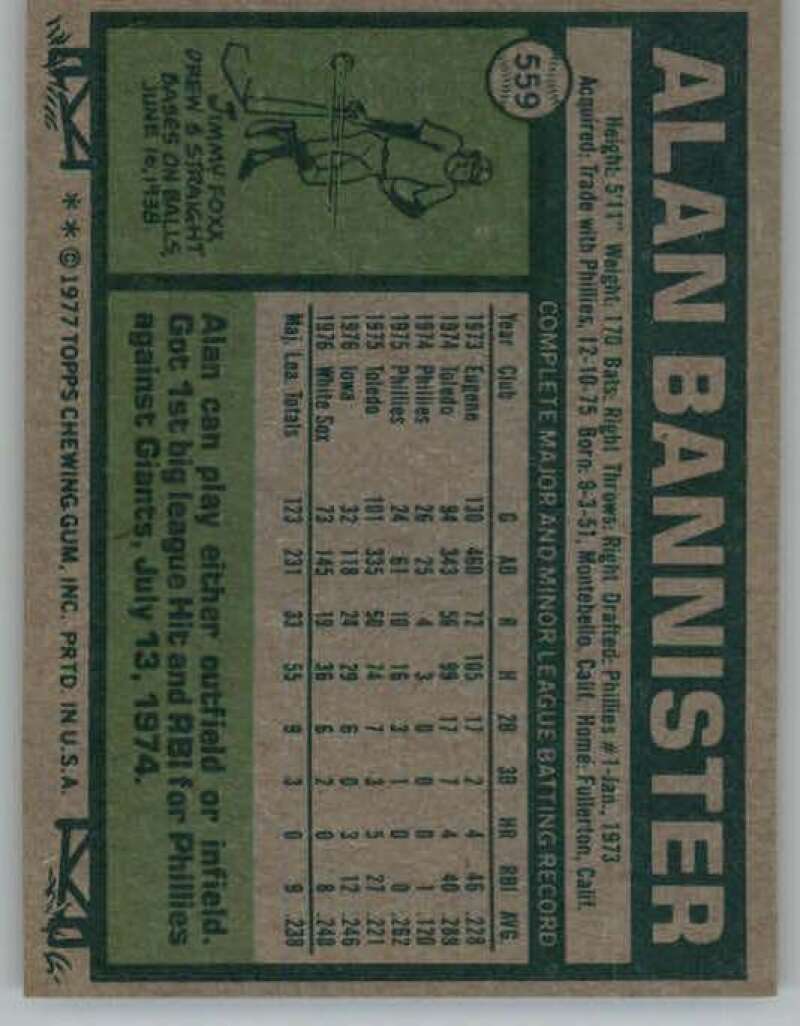 559
ALAN BANNISTER
Height: 5'11" Weight: 170 Bats: Right Throws: Right Drafted: Phillies #1-Jan., 1973
Acquired: Trade with Phillies, 12-10-75 Born: 9-3-51, Montebello, Calif. Home: Fullerton, Calif.
COMPLETE MAJOR AND MINOR LEAGUE BATTING RECORD
Year Club G AB R H 2B 3B HR RBI AVG.
1973 Eugene 130 460 72 105 17 2 4 46 .228
1974 Toledo 94 343 56 99 17 7 4 40 .289
1974 Phillies 26 25 4 3 0 0 0 1 .120
1975 Phillies 24 61 10 16 3 1 0 0 .262
1975 Toledo 101 335 50 74 7 3 5 27 .221
1976 Iowa 32 118 24 29 6 0 3 12 .246
1976 White Sox 73 145 19 36 6 2 0 8 .248
Maj. Lea. Totals 123 231 33 55 9 3 0 9 .238
JIMMY FOXX
DREW 6 STRAIGHT
BASES ON BALLS,
JUNE 16, 1938
Alan can play either outfield or infield.
Got 1st big league Hit and RBI for Phillies
against Giants, July 13, 1974.
* * © 1977 TOPPS CHEWING GUM, INC. PRTD. IN U.S.A.